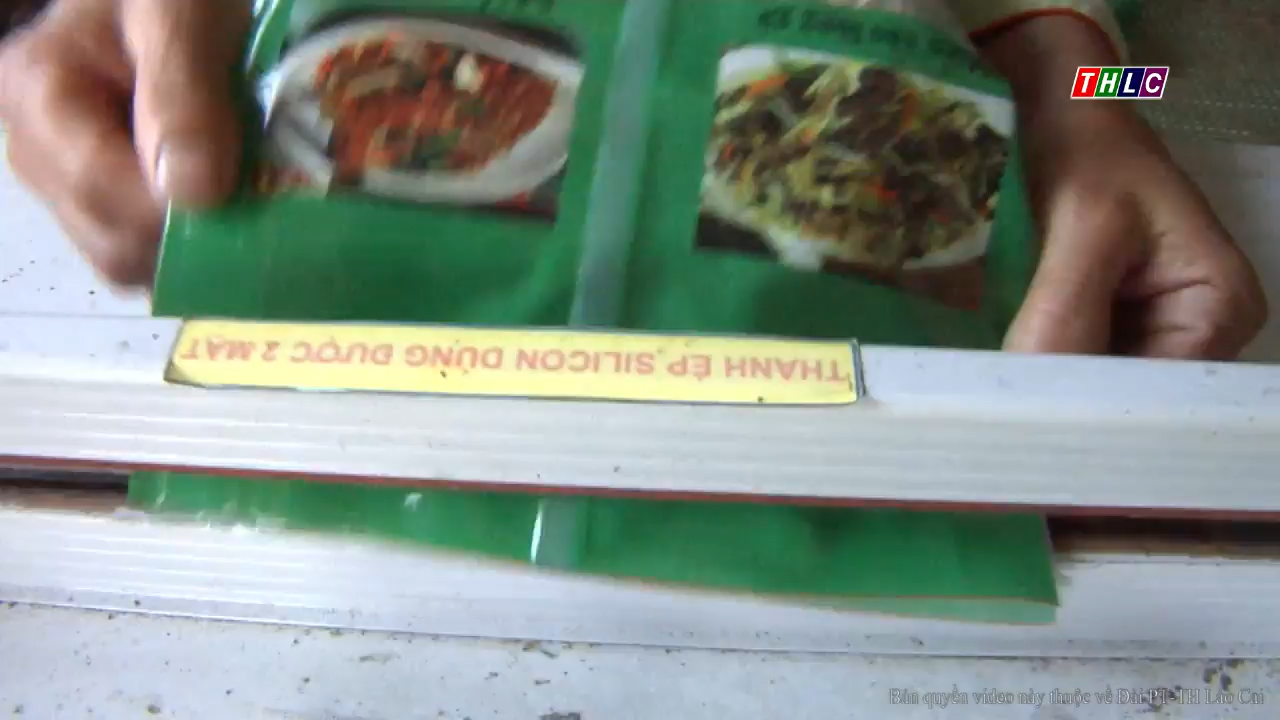 THLC
THANH ÉP SILICON DÙNG ĐƯỢC 2 MẶT
Bản quyền video này thuộc về Đài PT-TH Lào Cai